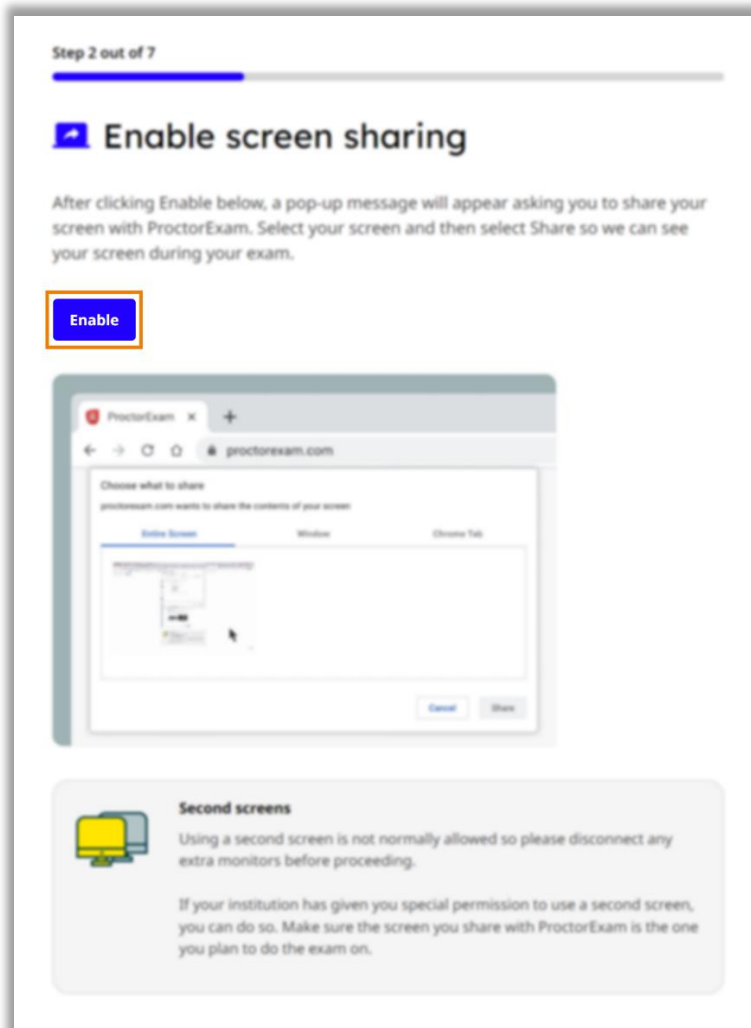 Step 2 out of 7
Enable screen sharing
After clicking Enable below, a pop-up message will appear asking you to share your
screen with ProctorExam. Select your screen and then select Share so we can see
your screen during your exam.
Enable
ProctorExam
proctorexam.com
Choose what to share
proctorexam.com wants to share the contents of your screen
Entire Screen Window Chrome Tab
Cancel Share
Second screens
Using a second screen is not normally allowed so please disconnect any
extra monitors before proceeding.
If your institution has given you special permission to use a second screen,
you can do so. Make sure the screen you share with ProctorExam is the one
you plan to do the exam on.